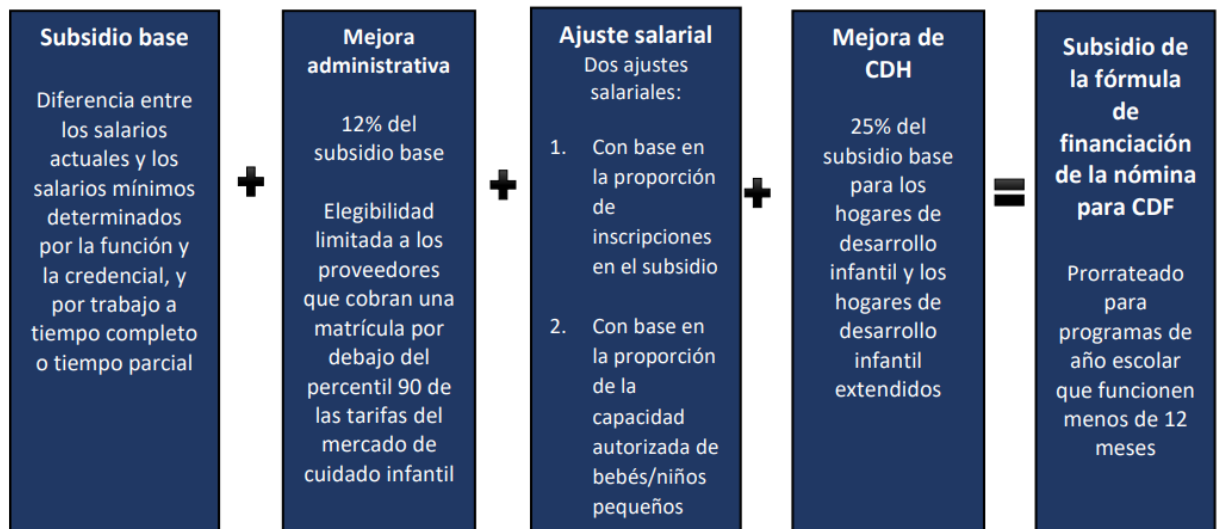 Subsidio base
Diferencia entre
los salarios
actuales y los
salarios mínimos
determinados
por la función y
la credencial, y
por trabajo a
tiempo completo
o tiempo parcial
+
Mejora
administrativa
12% del
subsidio base
Elegibilidad
limitada a los
proveedores
que cobran una
matrícula por
debajo del
percentil 90 de
las tarifas del
mercado de
cuidado infantil
+
Ajuste salarial
Dos ajustes
salariales:
1. Con base en
la proporción
de
inscripciones
en el subsidio
2. Con base en
la proporción
de la
capacidad
autorizada de
bebés/niños
pequeños
+
Mejora de
CDH
25% del
subsidio base
para los
hogares de
desarrollo
infantil y los
hogares de
desarrollo
infantil
extendidos
=
Subsidio de
la fórmula
de
financiación
de la nómina
para CDF
Prorrateado
para
programas de
año escolar
que funcionen
menos de 12
meses